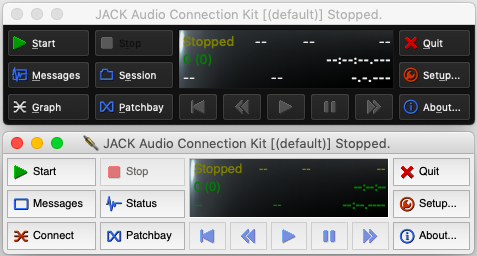 JACK Audio Connection Kit [(default)] Stopped.
Start Stop Stopped -- -- Quit
0 (0) --:--:--
Messages Session -- -- -.-.--- Setup...
Graph Patchbay About...
JACK Audio Connection Kit [(default)] Stopped.
Start Stop Stopped -- -- -- Quit
0 (0) --:--:--
Messages Status -- -.-.--- Setup...
Connect Patchbay About...